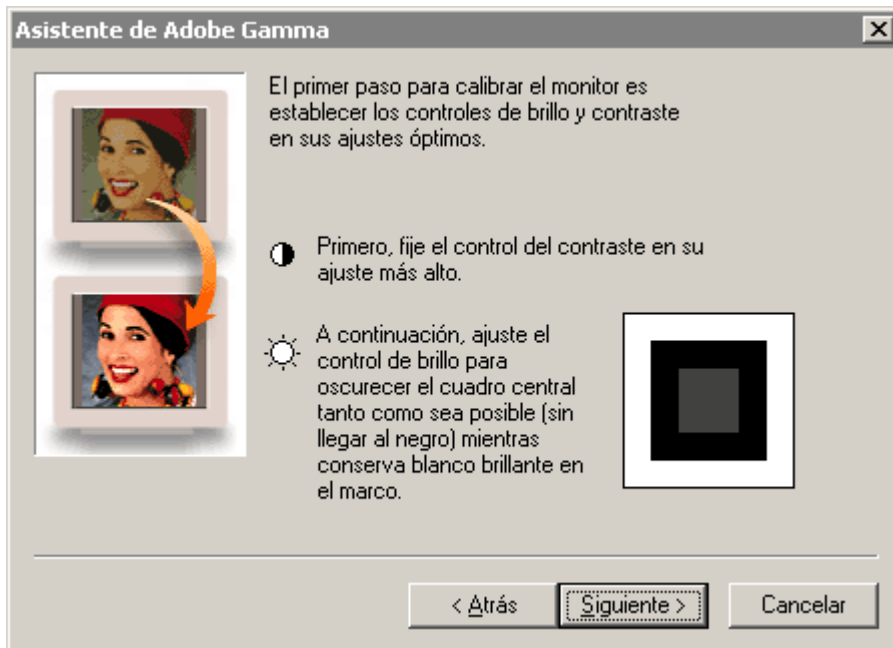 Asistente de Adobe Gamma
El primer paso para calibrar el monitor es
establecer los controles de brillo y contraste
en sus ajustes óptimos.
Primero, fije el control del contraste en su
ajuste más alto.
A continuación, ajuste el
control de brillo para
oscurecer el cuadro central
tanto como sea posible (sin
llegar al negro) mientras
conserva blanco brillante en
el marco.
< Atrás
Siguiente >
Cancelar